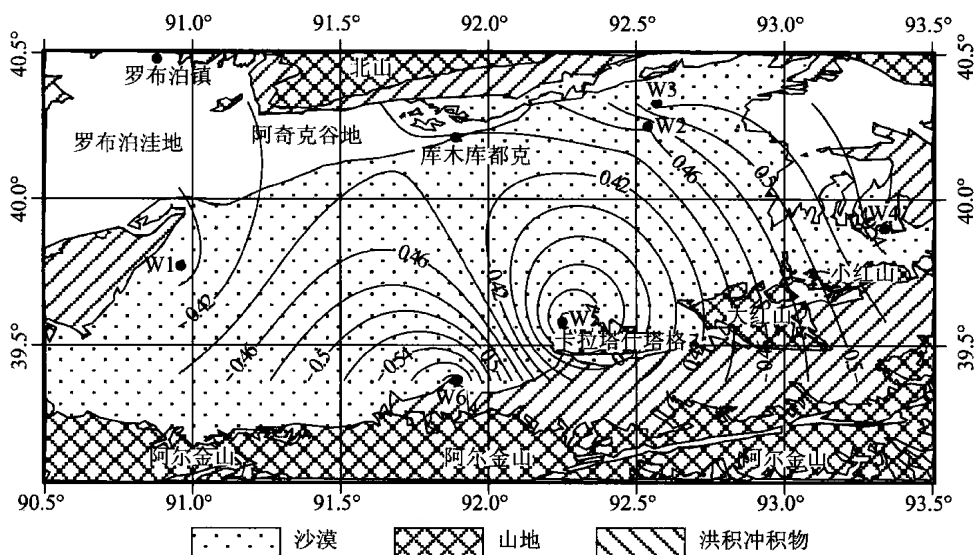 91.0° 91.5° 92.0° 92.5° 93.0° 93.5°
40.5° 40.5°
罗布泊镇 北山
W3
罗布泊洼地 阿奇克谷地 W2
库木库都克
0.46 0.5
0.42
40.0° 40.0°
W4
W1 0.46 0.42 小红山
0.42 W5 大红山
卡拉塔什塔格
39.5° 39.5°
0.46 0.5 0.54 0.5
W6
阿尔金山 阿尔金山 阿尔金山
90.5° 91.0° 91.5° 92.0° 92.5° 93.0° 93.5°
沙漠 山地 洪积冲积物